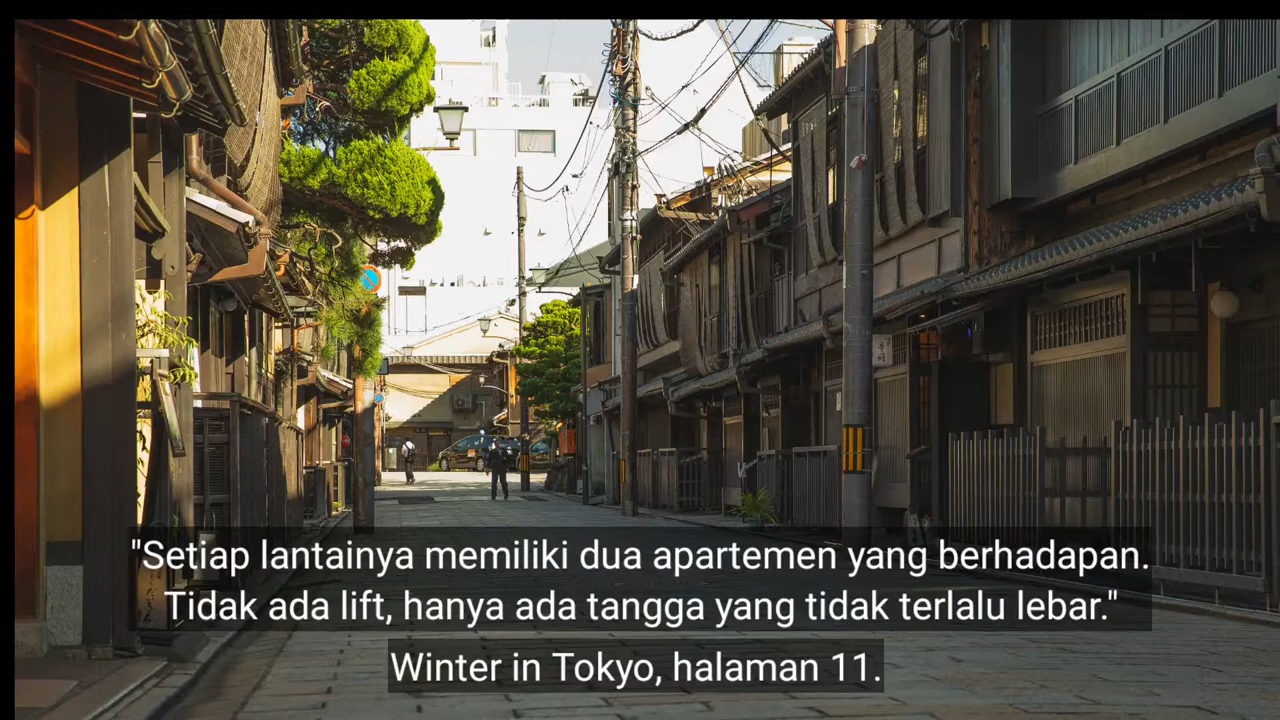 "Setiap lantainya memiliki dua apartemen yang berhadapan.
Tidak ada lift, hanya ada tangga yang tidak terlalu lebar."
Winter in Tokyo, halaman 11.